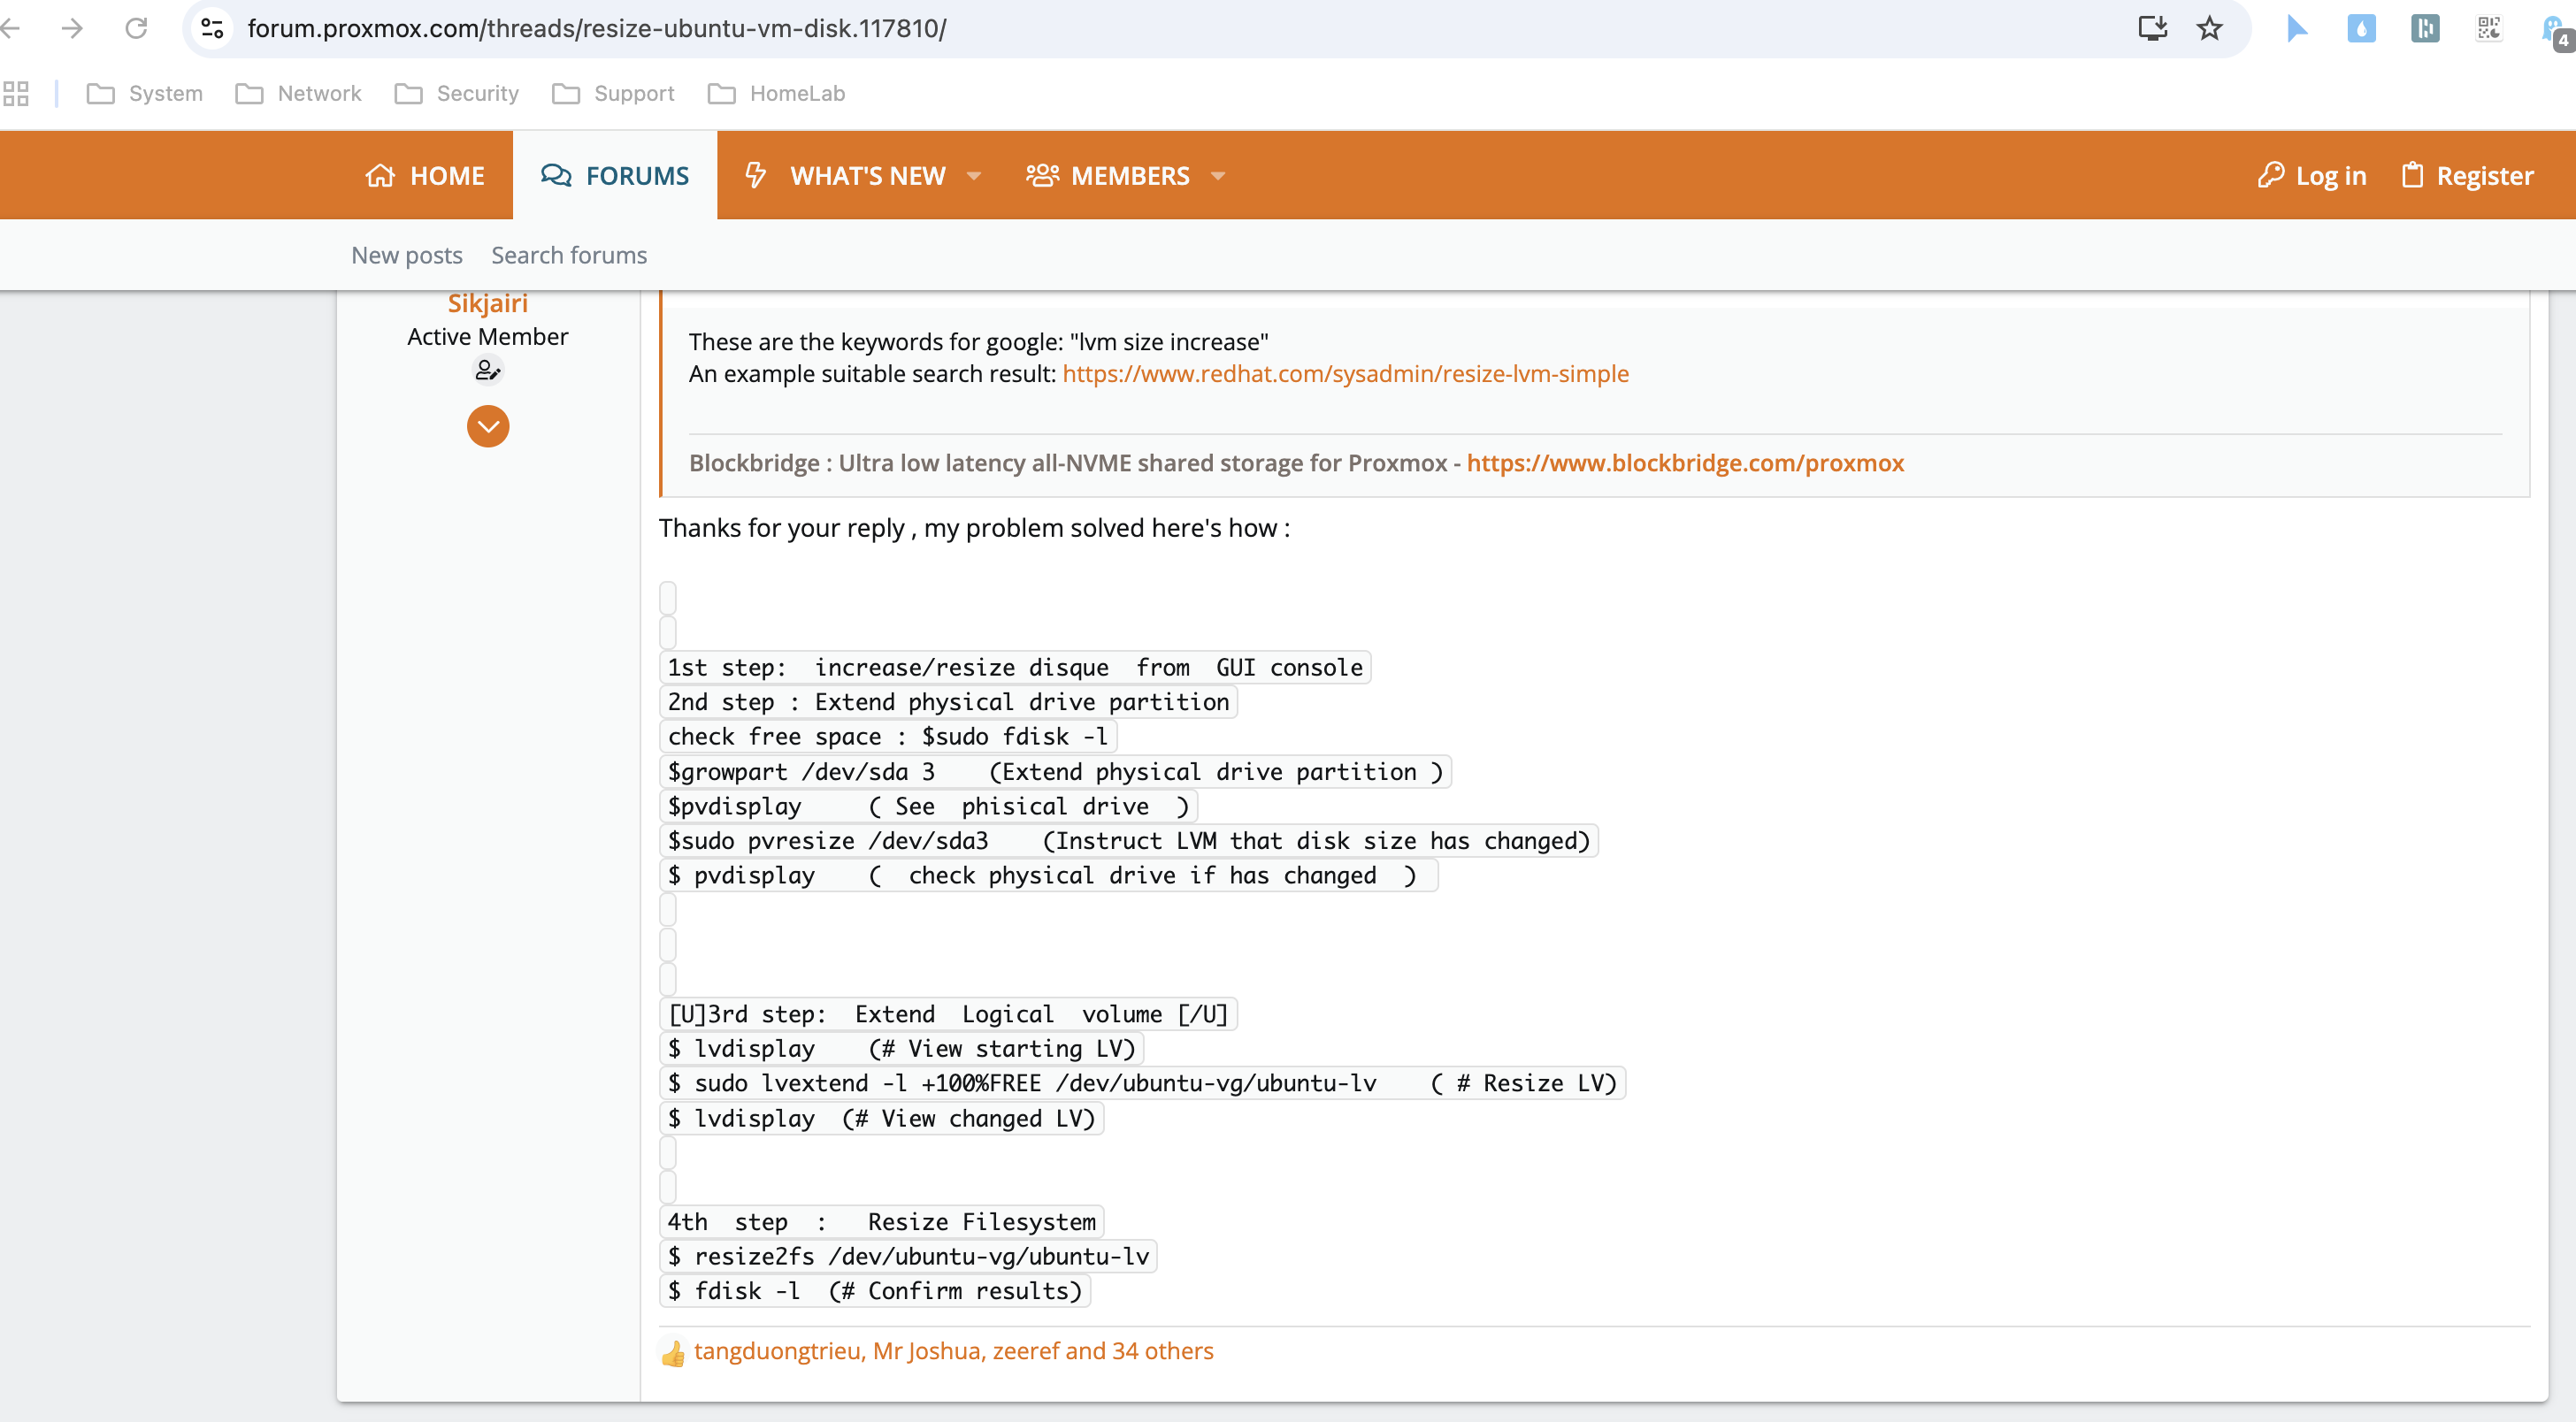 forum.proxmox.com/threads/resize-ubuntu-vm-disk.117810/
4
System Network Security Support HomeLab
HOME FORUMS WHAT'S NEW MEMBERS Log in Register
New posts Search forums
Sikjairi
Active Member
These are the keywords for google: "lvm size increase"
An example suitable search result: https://www.redhat.com/sysadmin/resize-lvm-simple
Blockbridge : Ultra low latency all-NVME shared storage for Proxmox - https://www.blockbridge.com/proxmox
Thanks for your reply , my problem solved here's how :
1st step:  increase/resize disque  from  GUI console
2nd step : Extend physical drive partition
check free space : $sudo fdisk -l
$growpart /dev/sda 3    (Extend physical drive partition )
$pvdisplay     ( See  phisical drive  )
$sudo pvresize /dev/sda3    (Instruct LVM that disk size has changed)
$ pvdisplay    (  check physical drive if has changed  )
[U]3rd step:  Extend  Logical  volume [/U]
$ lvdisplay    (# View starting LV)
$ sudo lvextend -l +100%FREE /dev/ubuntu-vg/ubuntu-lv    ( # Resize LV)
$ lvdisplay  (# View changed LV)
4th  step  :   Resize Filesystem
$ resize2fs /dev/ubuntu-vg/ubuntu-lv
$ fdisk -l  (# Confirm results)
tangduongtrieu, Mr Joshua, zeeref and 34 others